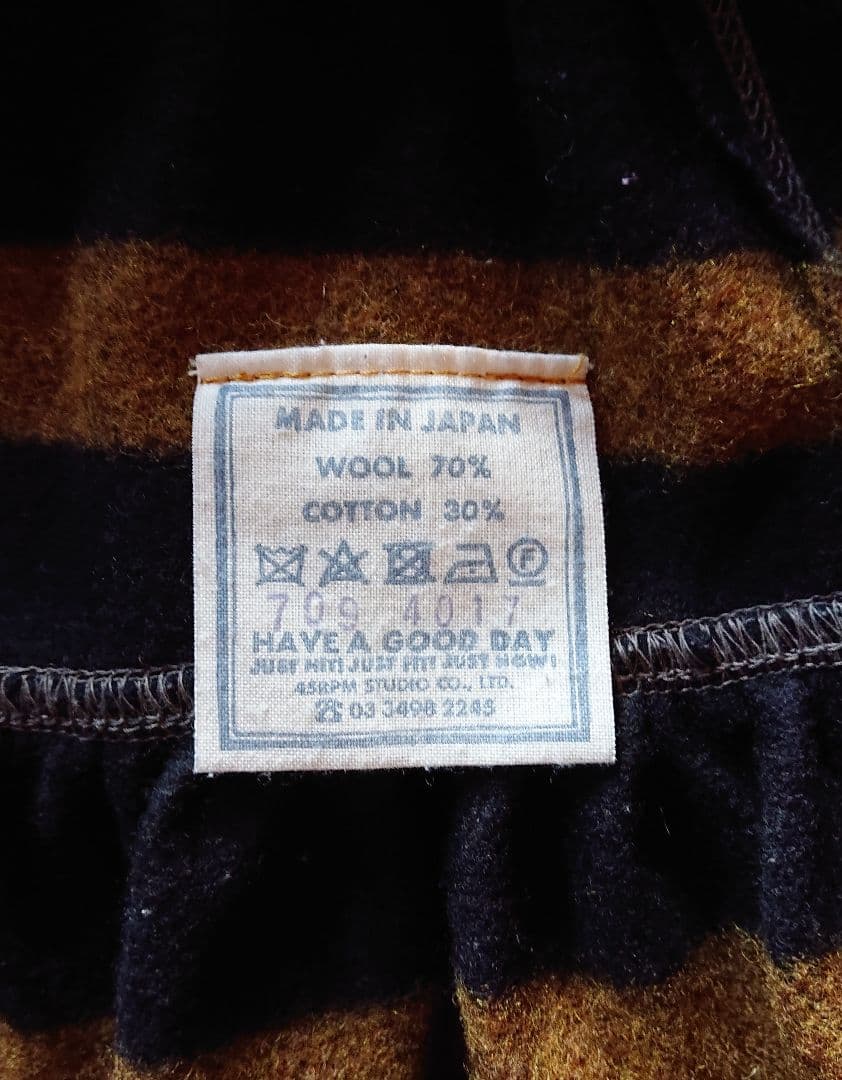 MADE IN JAPAN
WOOL 70%
COTTON 30%
F
709 4017
HAVE A GOOD DAY
JUST HIT! JUST FIT! JUST NOW!
45RPM STUDIO CO., LTD.
☎ 03 3498 2245